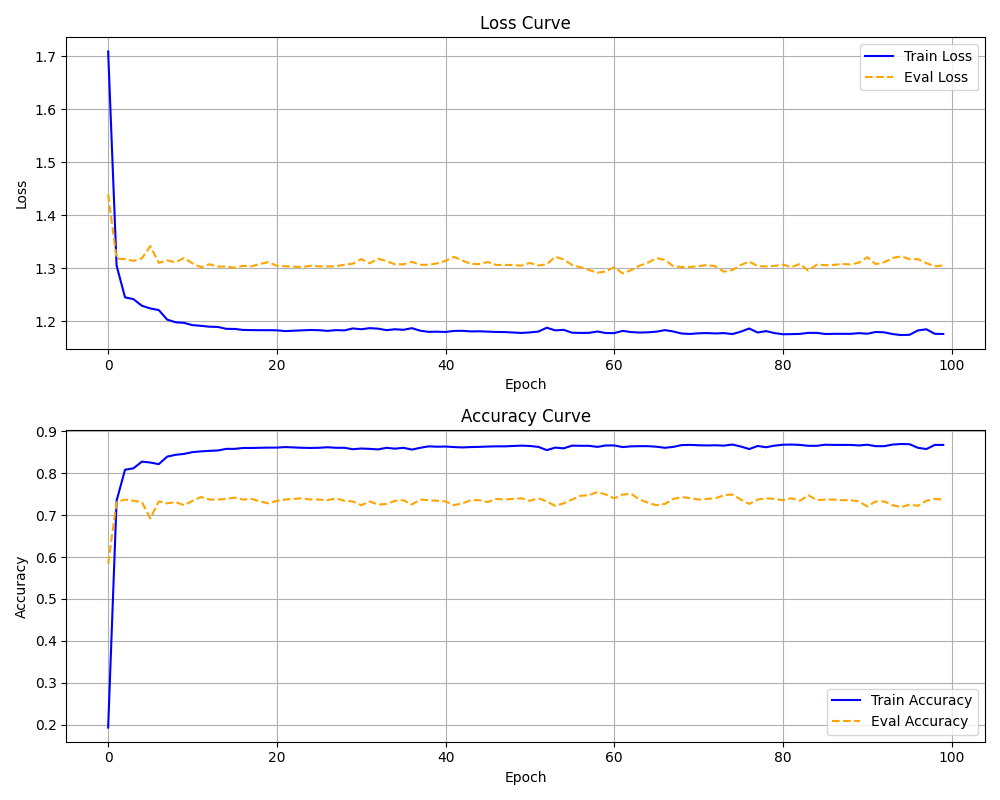 Loss Curve
1.7
1.6
1.5
1.4
1.3
1.2
Loss
Train Loss
Eval Loss
0 20 40 60 80 100
Epoch
Accuracy Curve
0.9
0.8
0.7
0.6
0.5
0.4
0.3
0.2
Accuracy
Train Accuracy
Eval Accuracy
0 20 40 60 80 100
Epoch